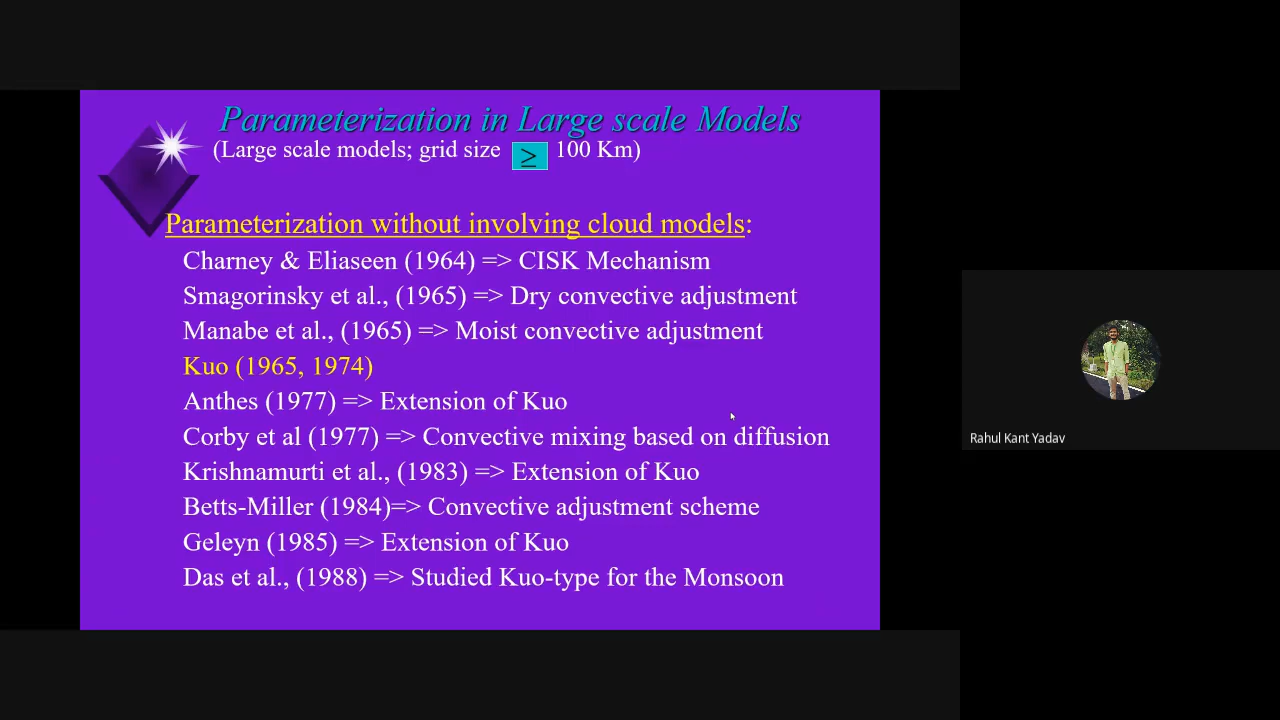 Parameterization in Large scale Models
(Large scale models; grid size ≥ 100 Km)
Parameterization without involving cloud models:
Charney & Eliaseen (1964) => CISK Mechanism
Smagorinsky et al., (1965) => Dry convective adjustment
Manabe et al., (1965) => Moist convective adjustment
Kuo (1965, 1974)
Anthes (1977) => Extension of Kuo
Corby et al (1977) => Convective mixing based on diffusion
Krishnamurti et al., (1983) => Extension of Kuo
Betts-Miller (1984)=> Convective adjustment scheme
Geleyn (1985) => Extension of Kuo
Das et al., (1988) => Studied Kuo-type for the Monsoon
Rahul Kant Yadav